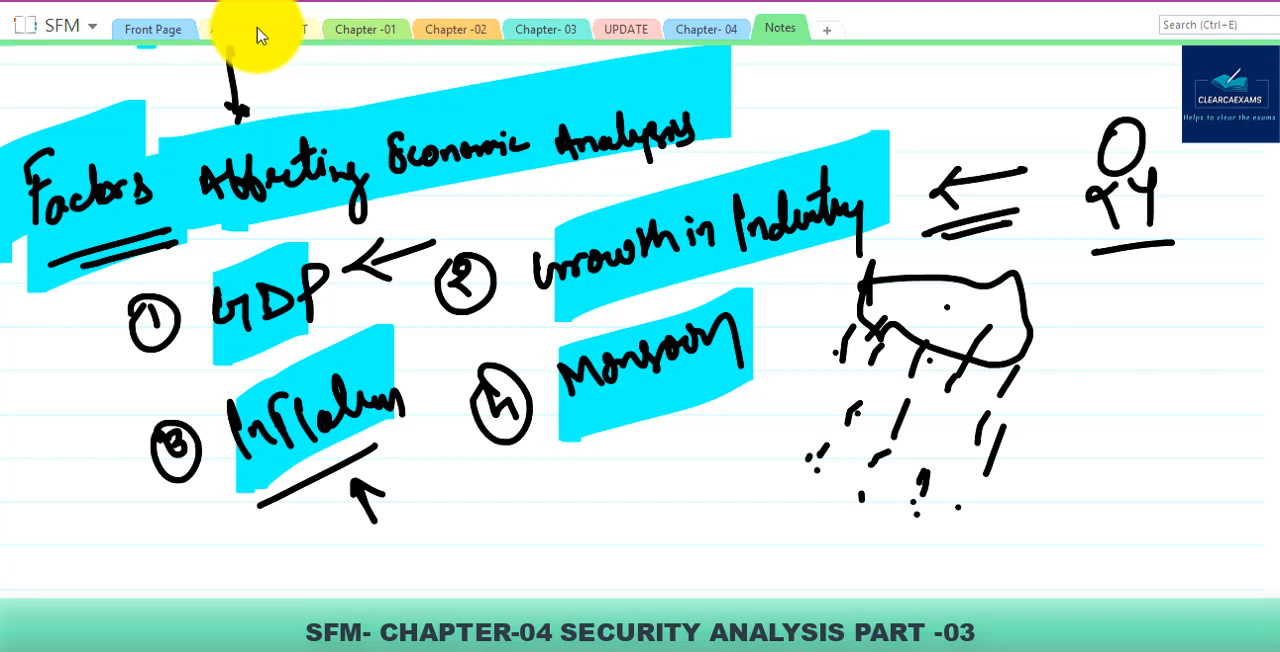 SFM
Front Page
Chapter -01
Chapter -02
Chapter- 03
UPDATE
Chapter- 04
Notes
Search (Ctrl+E)
CLEARCAEXAMS
Helps to clear the exams
Factors Affecting Economic Analysis
① GDP
② Growth in Industry
③ Inflation
④ Monsoon
SFM- CHAPTER-04 SECURITY ANALYSIS PART -03